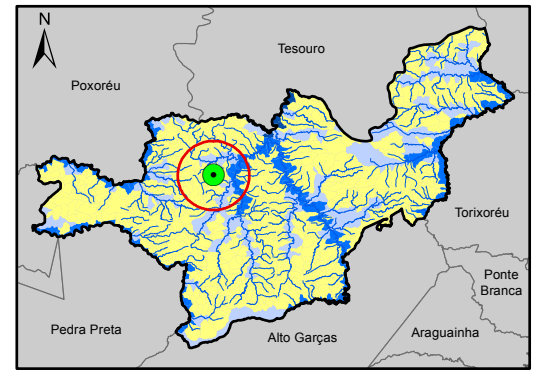 N
Tesouro
Poxoréu
Torixoréu
Ponte
Branca
Pedra Preta
Alto Garças
Araguainha